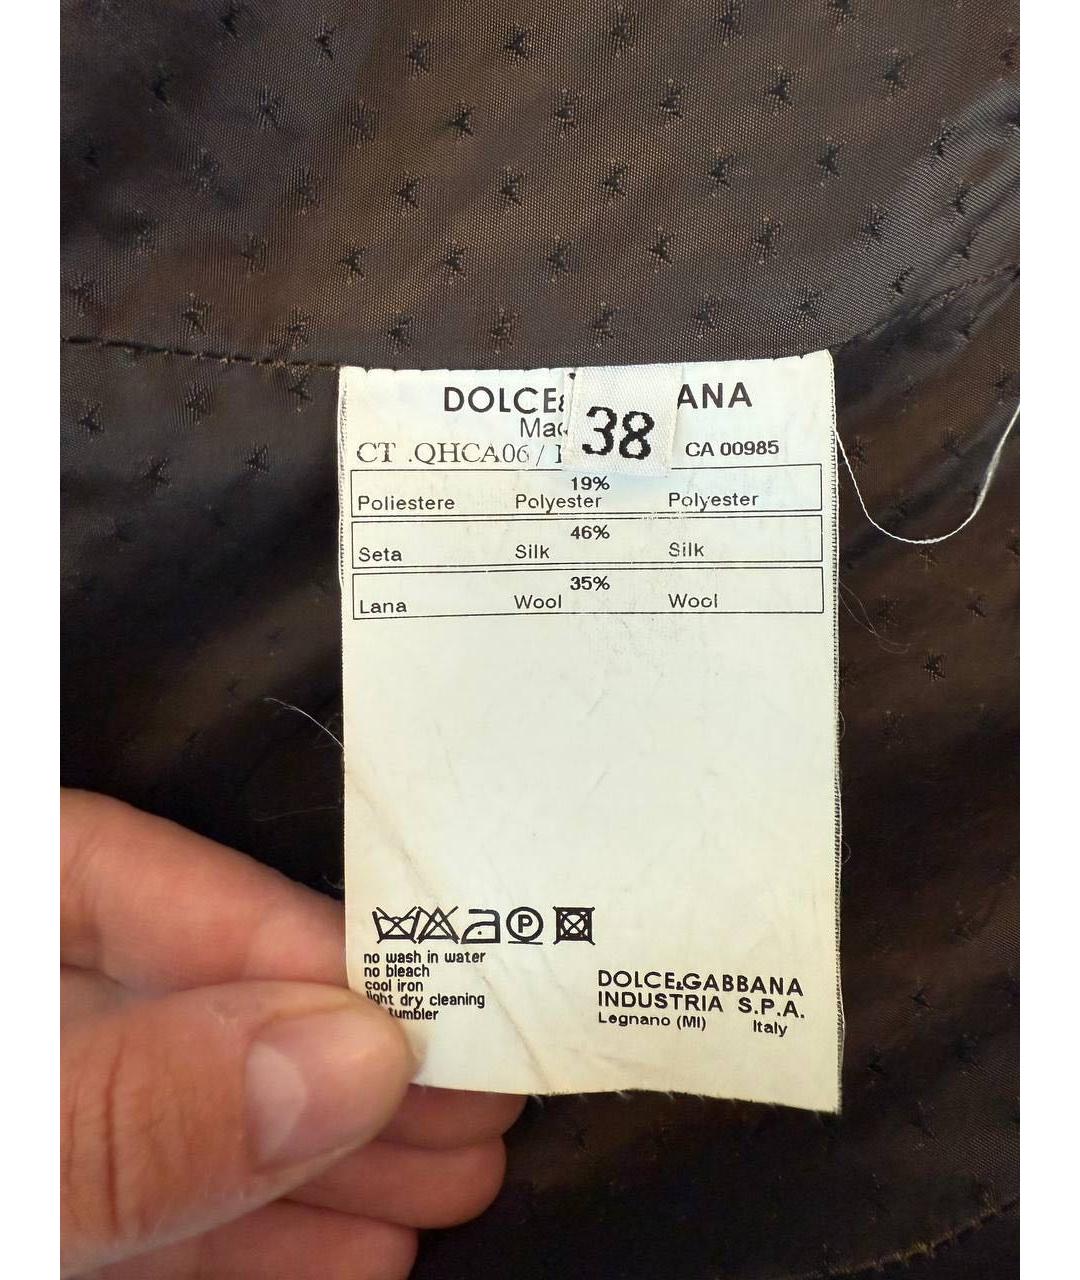 DOLCE& ANA
38
CT .QHCA06 / CA 00985
19%
Poliestere Polyester Polyester
46%
Seta Silk Silk
35%
Lana Wool Wool
P
no wash in water
no bleach
cool iron
light dry cleaning
tumbler
DOLCE&GABBANA
INDUSTRIA S.P.A.
Legnano (MI) Italy